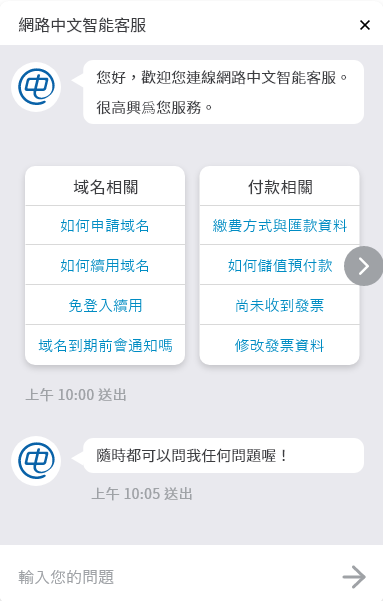 網路中文智能客服
您好，歡迎您連線網路中文智能客服。
很高興為您服務。
域名相關
如何申請域名
如何續用域名
免登入續用
域名到期前會通知嗎
付款相關
繳費方式與匯款資料
如何儲值預付款
尚未收到發票
修改發票資料
上午 10:00 送出
隨時都可以問我任何問題喔！
上午 10:05 送出
輸入您的問題